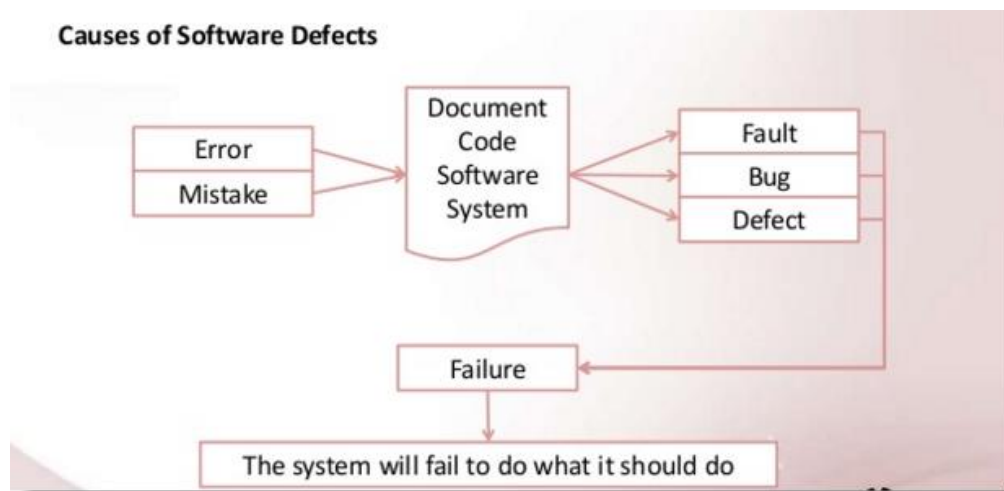 Causes of Software Defects
Error
Mistake
Document
Code
Software
System
Fault
Bug
Defect
Failure
The system will fail to do what it should do